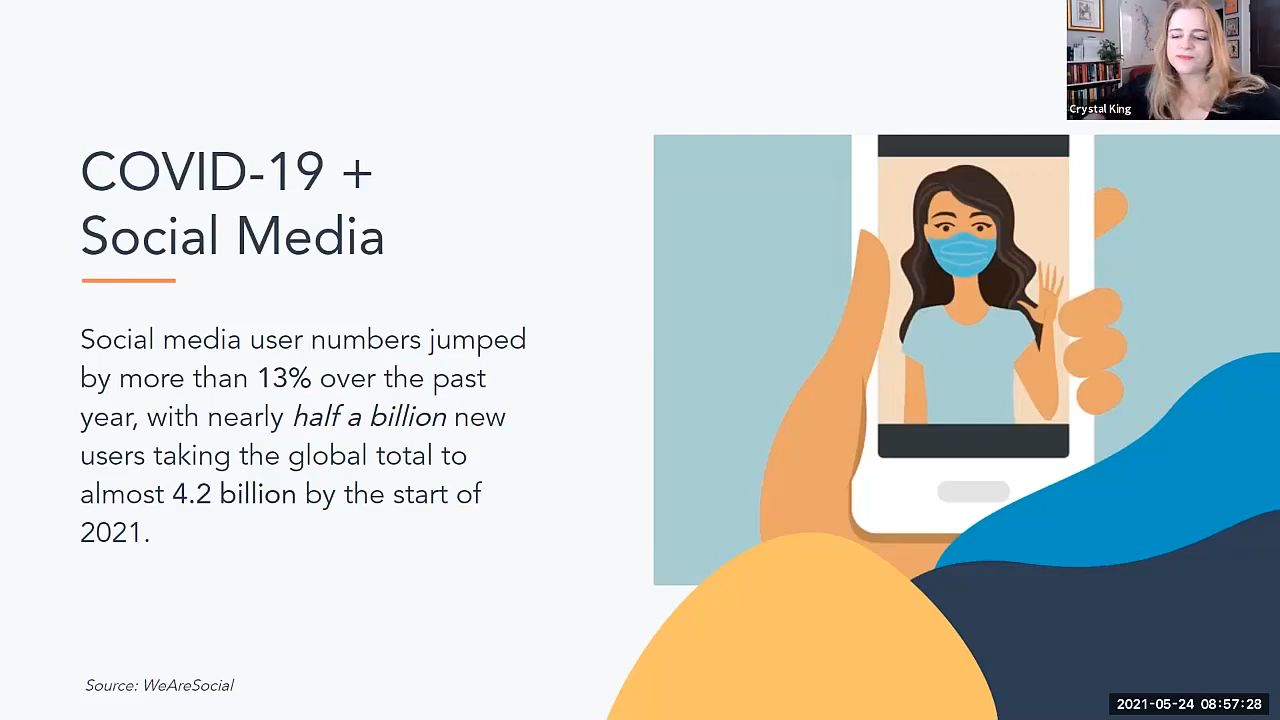 Crystal King
COVID-19 +
Social Media
Social media user numbers jumped
by more than 13% over the past
year, with nearly half a billion new
users taking the global total to
almost 4.2 billion by the start of
2021.
Source: WeAreSocial
2021-05-24 08:57:28